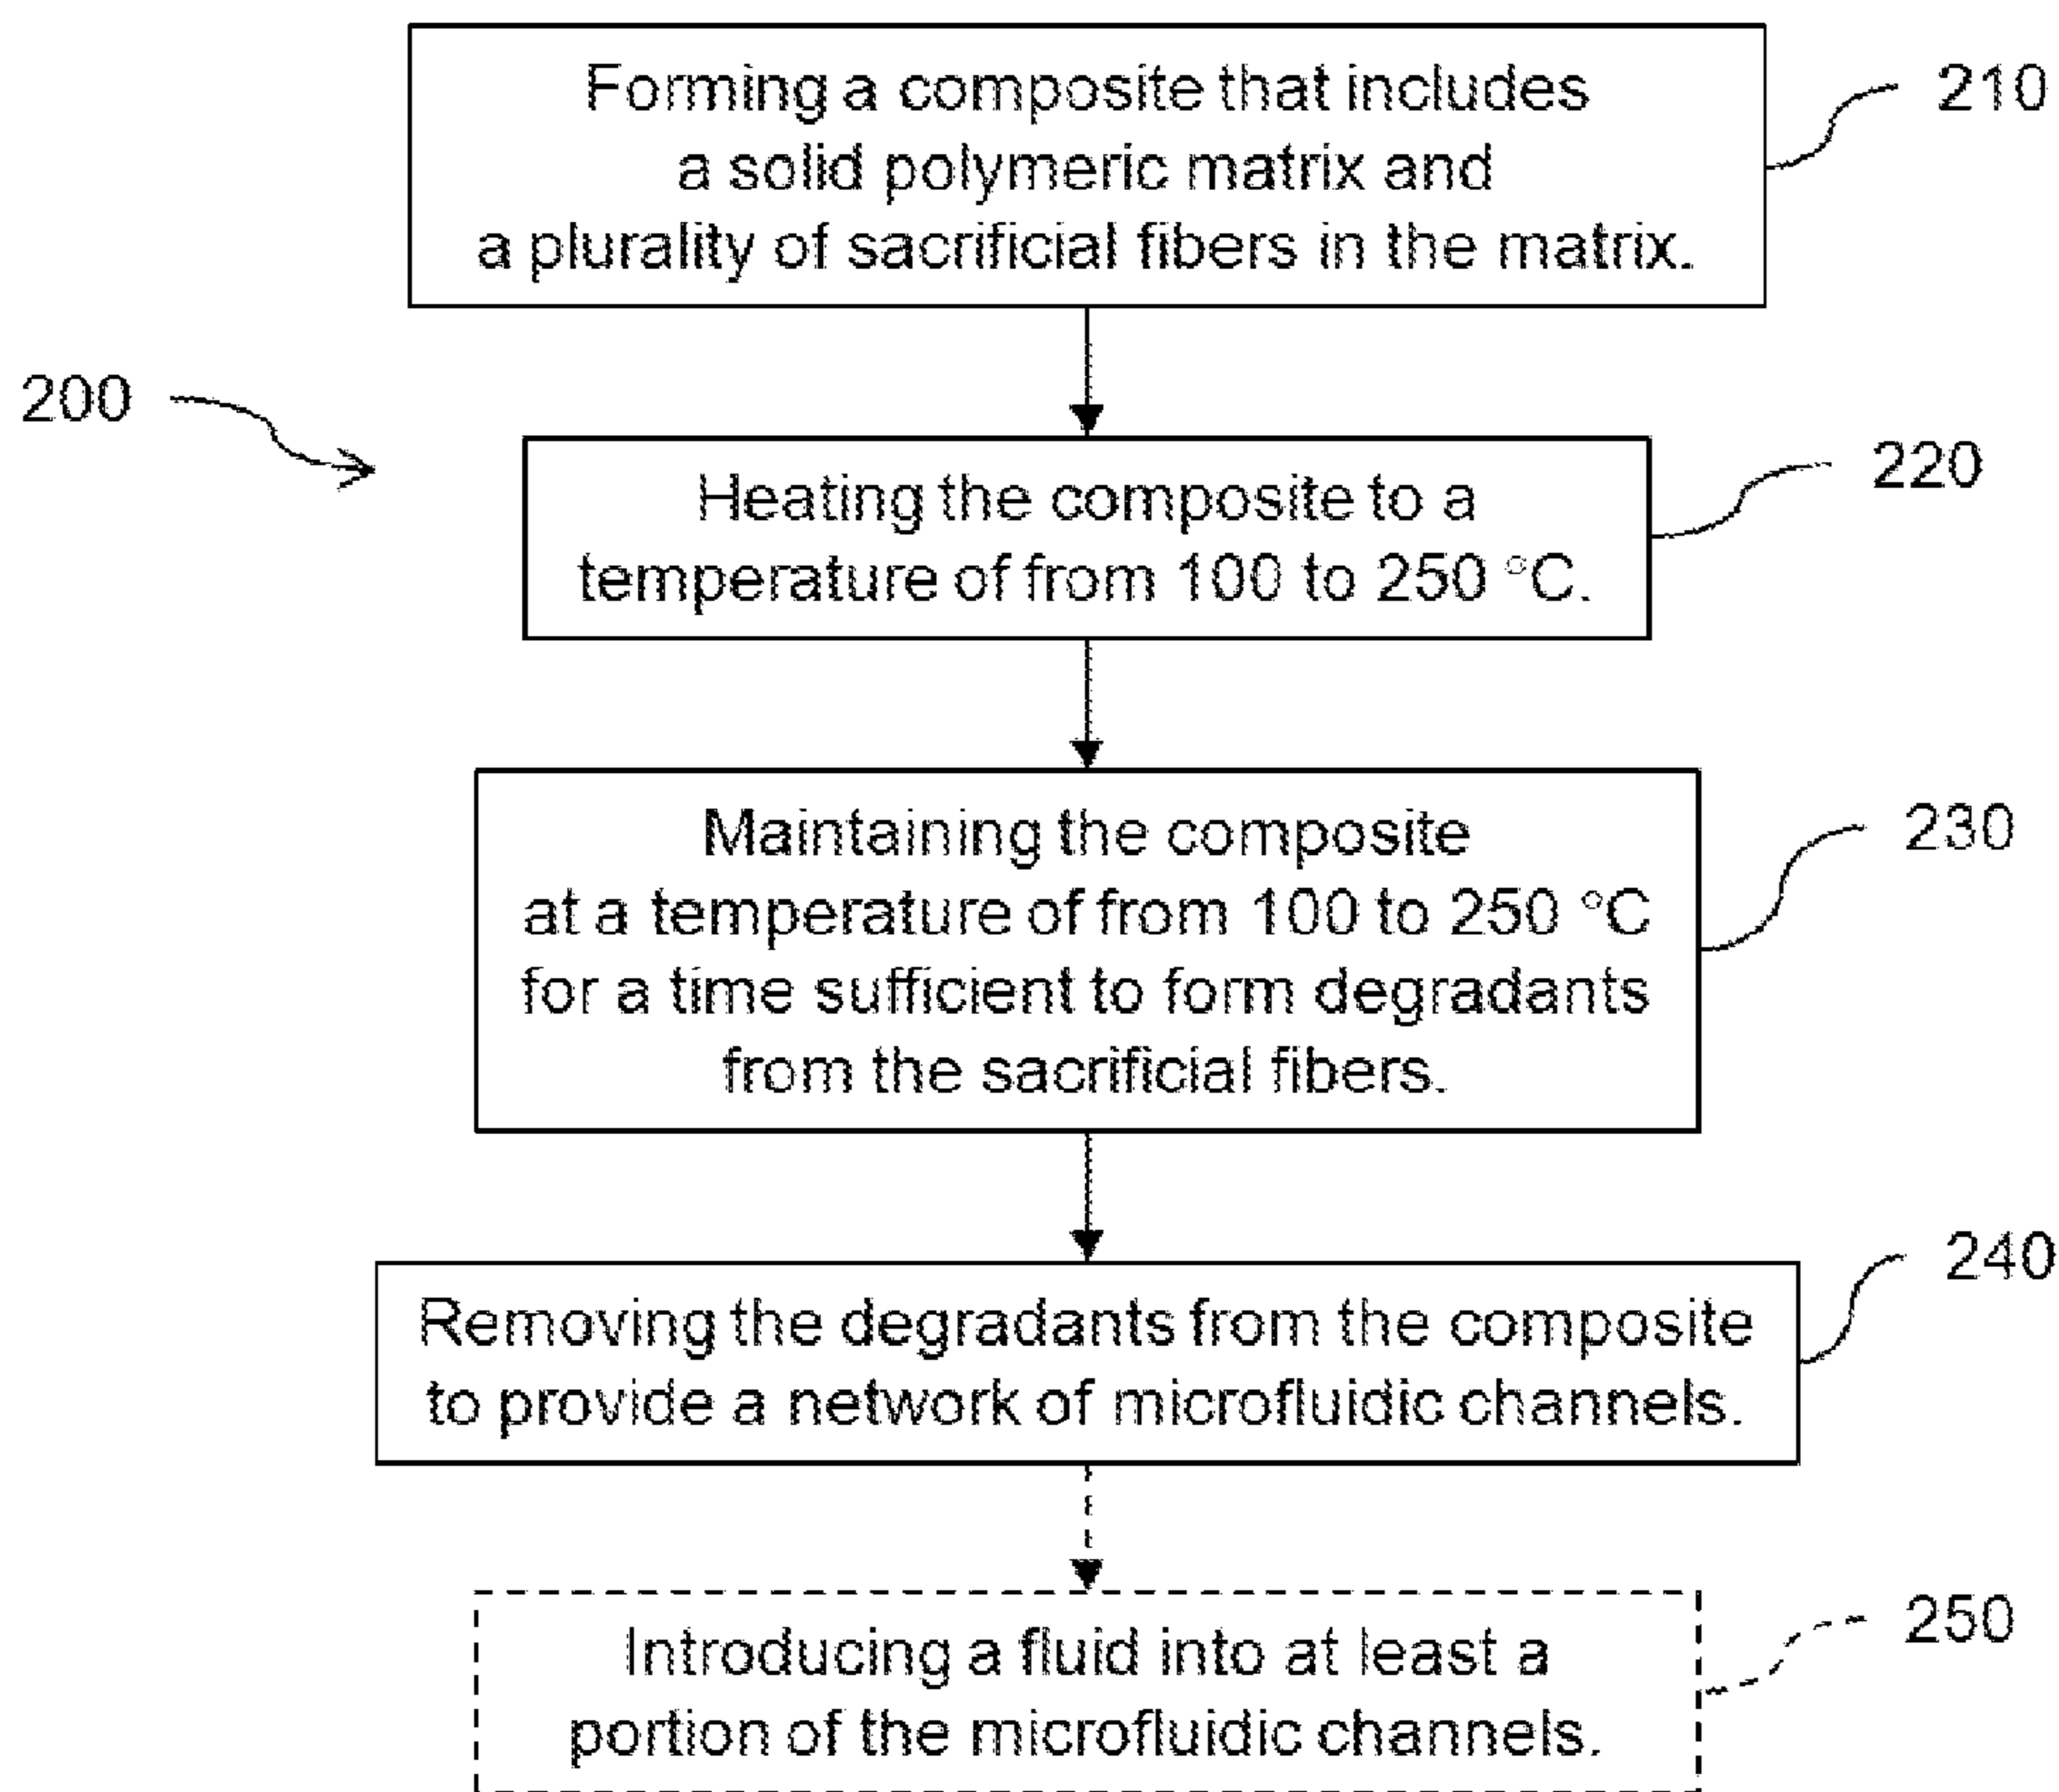 Forming a composite that includes
a solid polymeric matrix and
a plurality of sacrificial fibers in the matrix.
210
200
Heating the composite to a
temperature of from 100 to 250 °C.
220
Maintaining the composite
at a temperature of from 100 to 250 °C
for a time sufficient to form degradants
from the sacrificial fibers.
230
Removing the degradants from the composite
to provide a network of microfluidic channels.
240
Introducing a fluid into at least a
portion of the microfluidic channels.
250